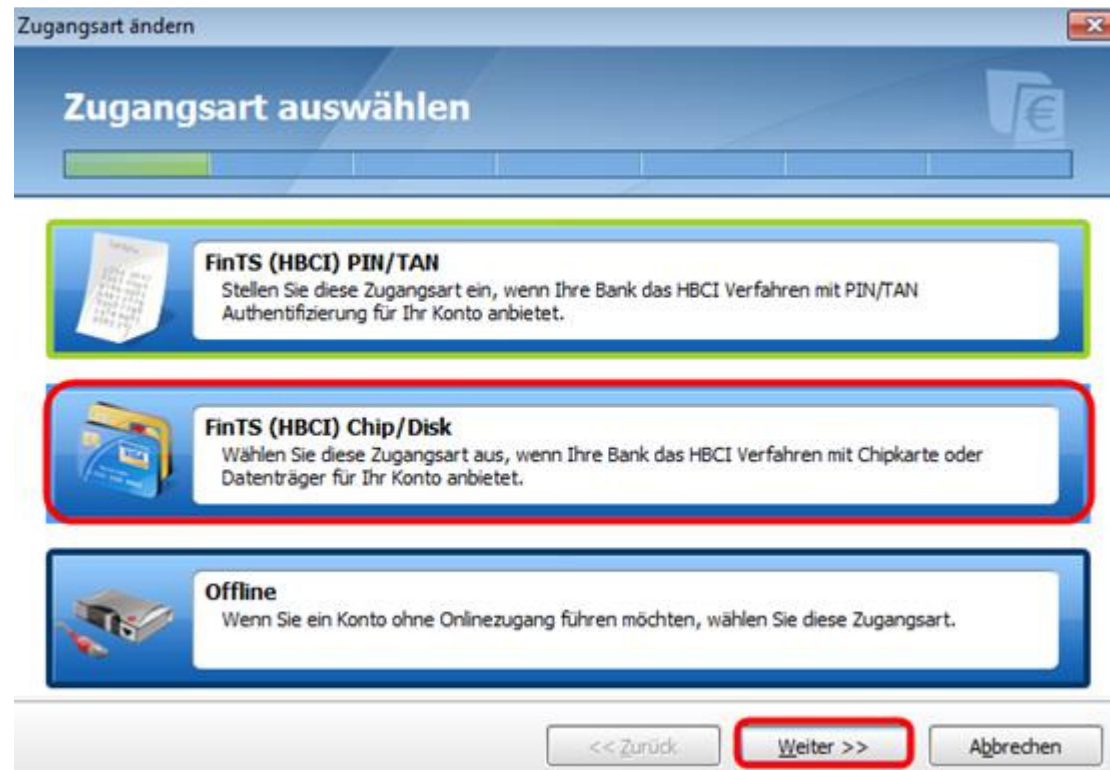 Zugangsart ändern
Zugangsart auswählen
FinTS (HBCI) PIN/TAN
Stellen Sie diese Zugangsart ein, wenn Ihre Bank das HBCI Verfahren mit PIN/TAN
Authentifizierung für Ihr Konto anbietet.
FinTS (HBCI) Chip/Disk
Wählen Sie diese Zugangsart aus, wenn Ihre Bank das HBCI Verfahren mit Chipkarte oder
Datenträger für Ihr Konto anbietet.
Offline
Wenn Sie ein Konto ohne Onlinezugang führen möchten, wählen Sie diese Zugangsart.
<< Zurück Weiter >> Abbrechen